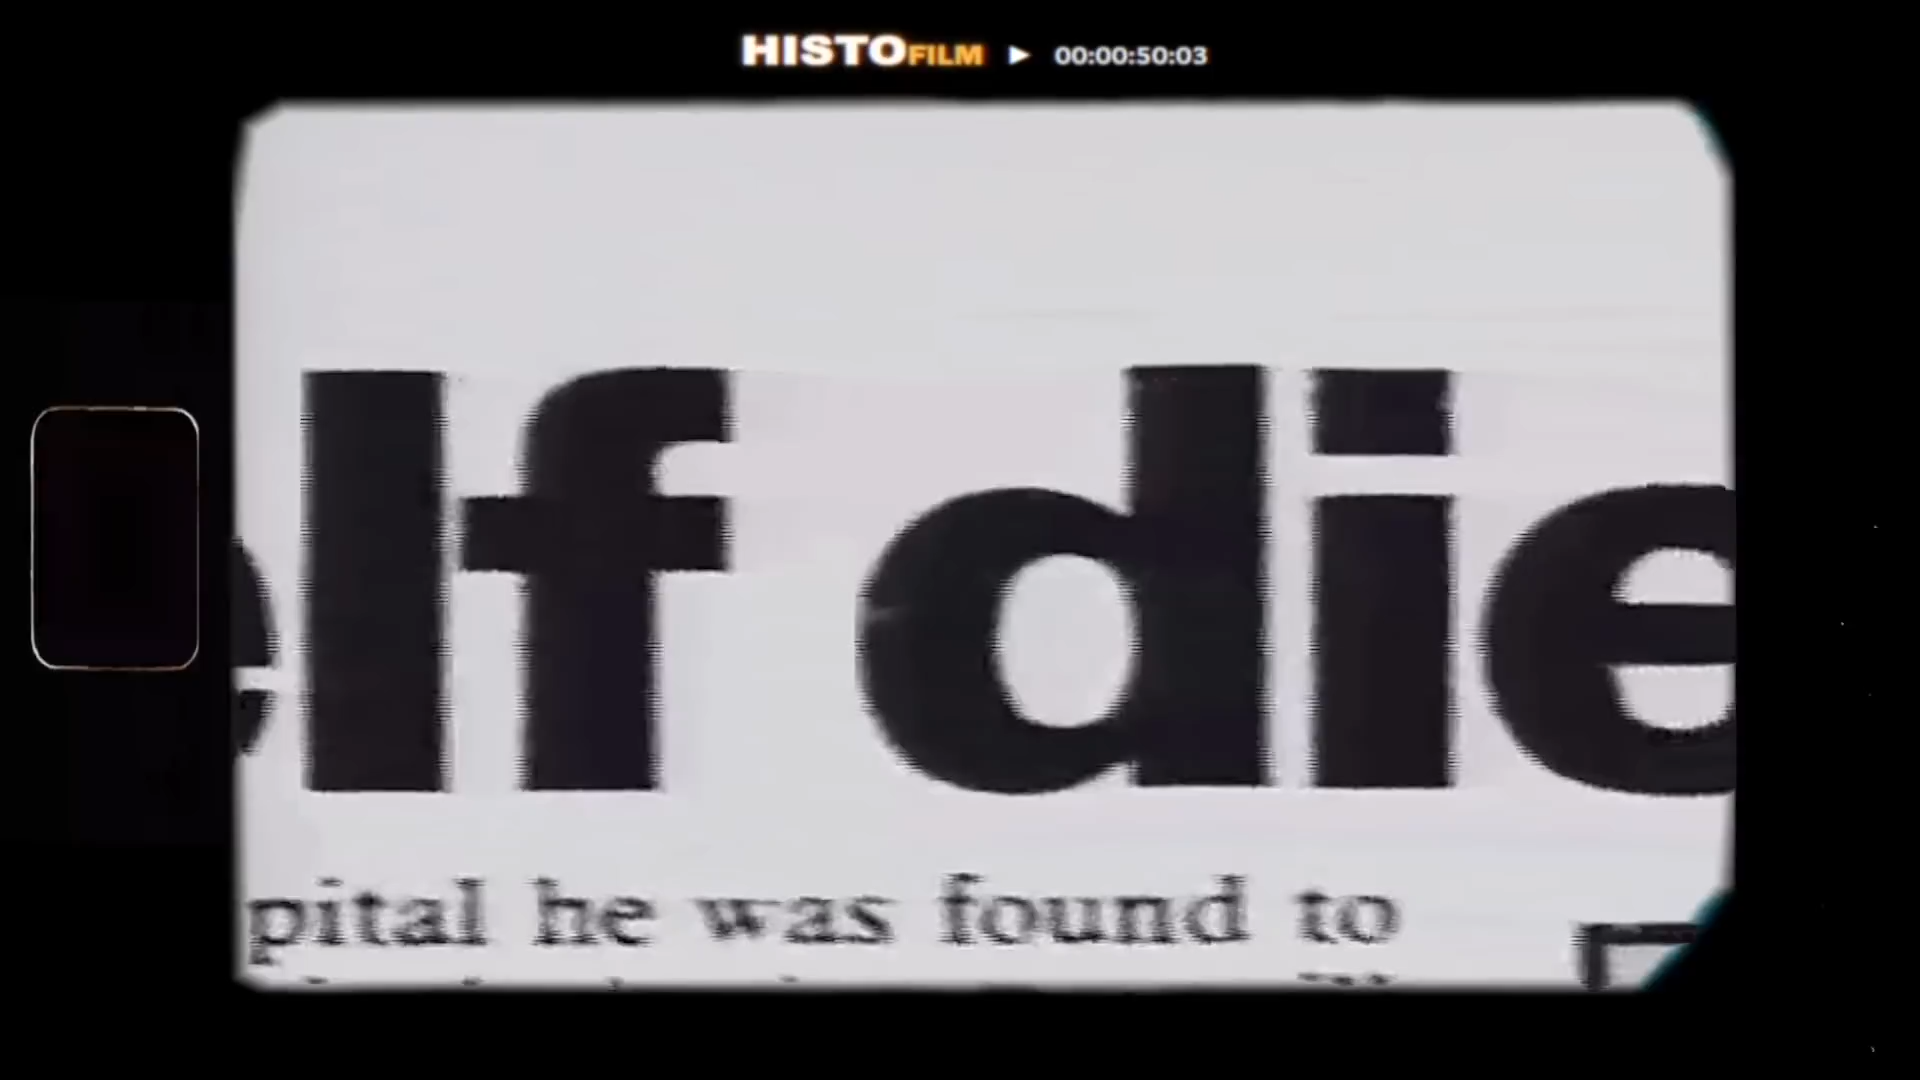 HISTOFILM ▶ 00:00:50:03
elf die
pital he was found to